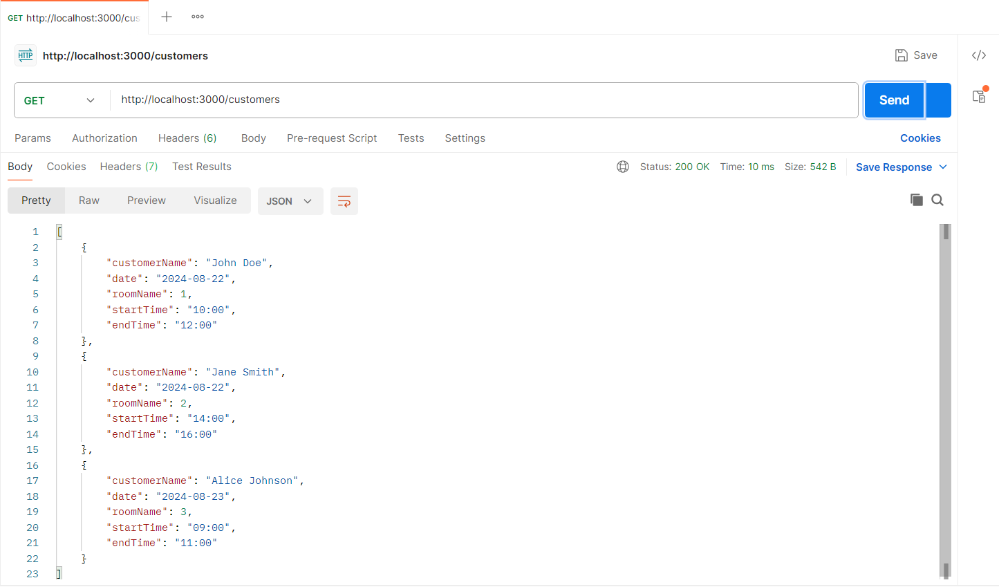 GET http://localhost:3000/cus
HTTP http://localhost:3000/customers
Save
GET http://localhost:3000/customers
Send
Params Authorization Headers (6) Body Pre-request Script Tests Settings Cookies
Body Cookies Headers (7) Test Results Status: 200 OK Time: 10 ms Size: 542 B Save Response
Pretty Raw Preview Visualize JSON
1 [
2 {
3 "customerName": "John Doe",
4 "date": "2024-08-22",
5 "roomName": 1,
6 "startTime": "10:00",
7 "endTime": "12:00"
8 },
9 {
10 "customerName": "Jane Smith",
11 "date": "2024-08-22",
12 "roomName": 2,
13 "startTime": "14:00",
14 "endTime": "16:00"
15 },
16 {
17 "customerName": "Alice Johnson",
18 "date": "2024-08-23",
19 "roomName": 3,
20 "startTime": "09:00",
21 "endTime": "11:00"
22 }
23 ]